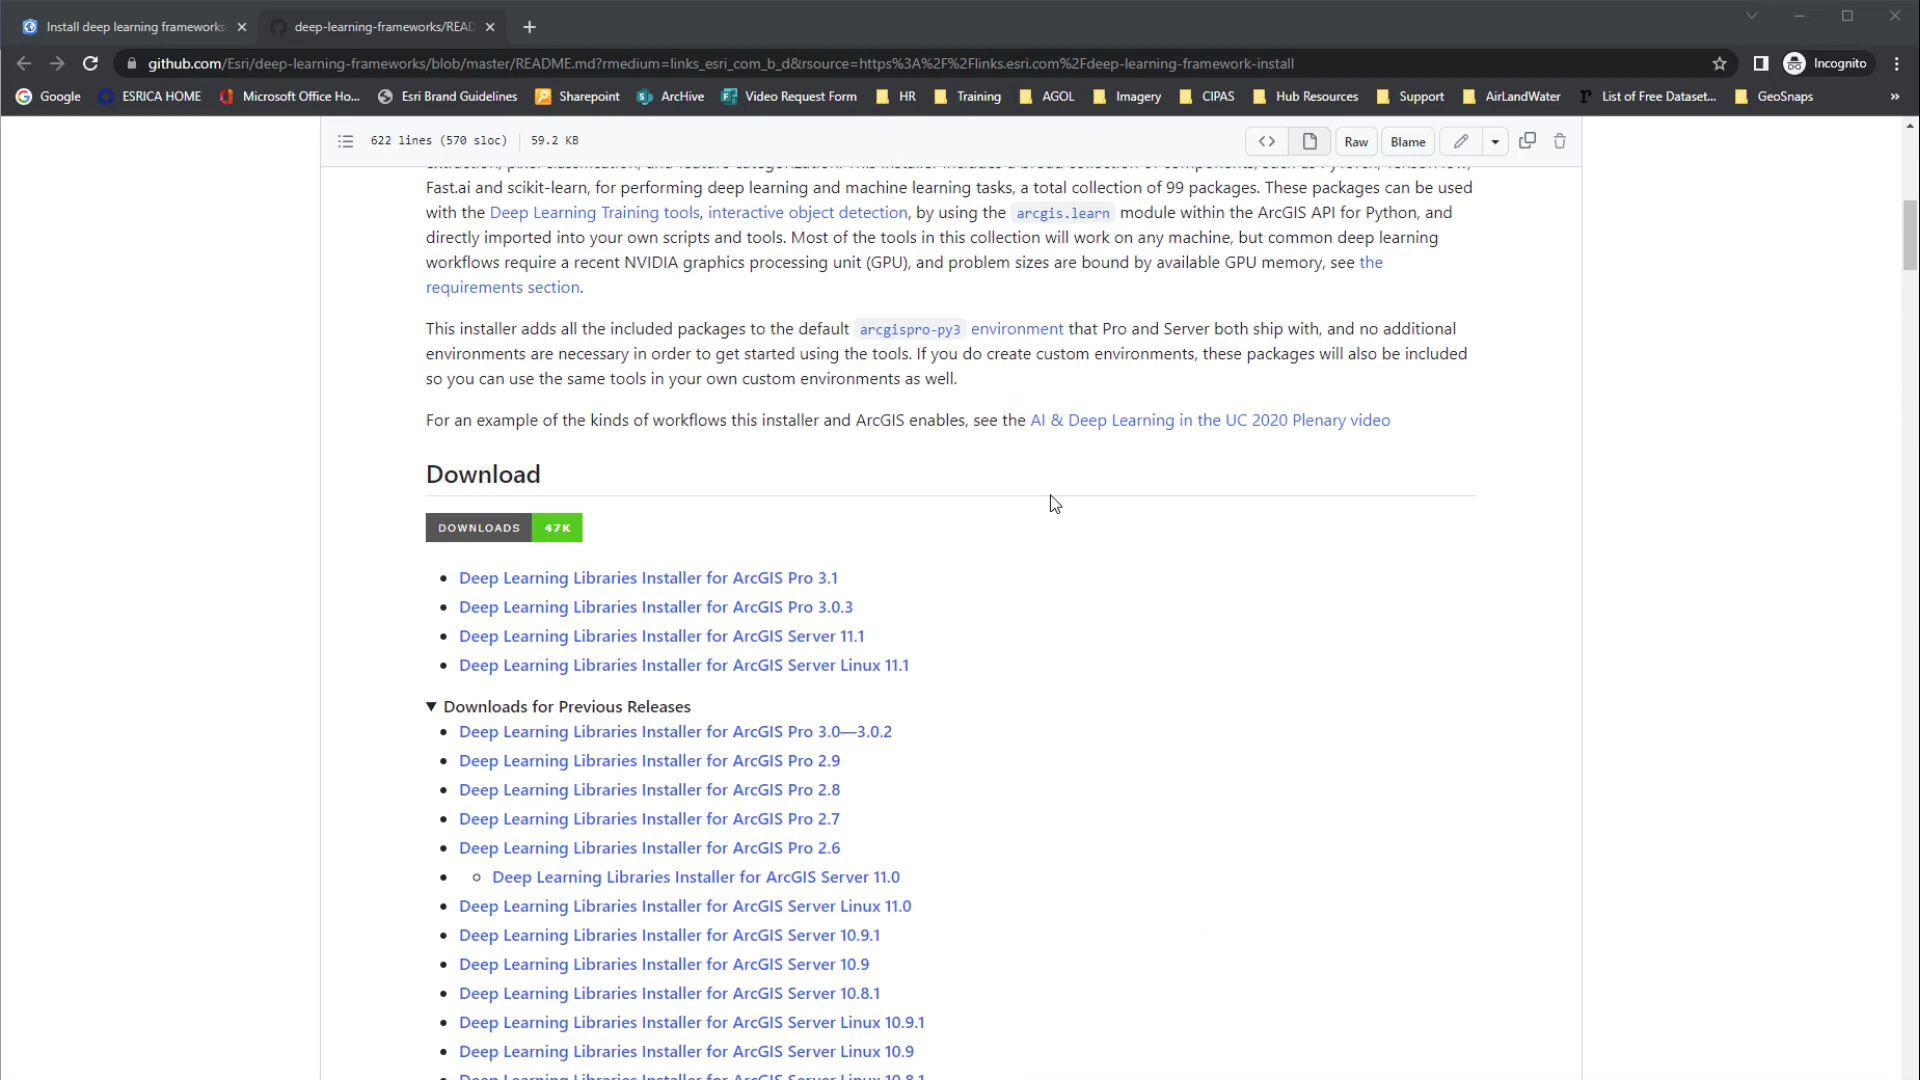 Install deep learning frameworks
deep-learning-frameworks/READ
github.com/Esri/deep-learning-frameworks/blob/master/README.md?rmedium=links_esri_com_b_d&rsource=https%3A%2F%2Flinks.esri.com%2Fdeep-learning-framework-install
Incognito
Google ESRICA HOME Microsoft Office Ho... Esri Brand Guidelines Sharepoint ArcHive Video Request Form HR Training AGOL Imagery CIPAS Hub Resources Support AirLandWater List of Free Dataset... GeoSnaps »
622 lines (570 sloc) 59.2 KB
<> Raw Blame
Fast.ai and scikit-learn, for performing deep learning and machine learning tasks, a total collection of 99 packages. These packages can be used
with the Deep Learning Training tools, interactive object detection, by using the arcgis.learn module within the ArcGIS API for Python, and
directly imported into your own scripts and tools. Most of the tools in this collection will work on any machine, but common deep learning
workflows require a recent NVIDIA graphics processing unit (GPU), and problem sizes are bound by available GPU memory, see the
requirements section.
This installer adds all the included packages to the default arcgispro-py3 environment that Pro and Server both ship with, and no additional
environments are necessary in order to get started using the tools. If you do create custom environments, these packages will also be included
so you can use the same tools in your own custom environments as well.
For an example of the kinds of workflows this installer and ArcGIS enables, see the AI & Deep Learning in the UC 2020 Plenary video
Download
DOWNLOADS 47K
• Deep Learning Libraries Installer for ArcGIS Pro 3.1
• Deep Learning Libraries Installer for ArcGIS Pro 3.0.3
• Deep Learning Libraries Installer for ArcGIS Server 11.1
• Deep Learning Libraries Installer for ArcGIS Server Linux 11.1
▼ Downloads for Previous Releases
• Deep Learning Libraries Installer for ArcGIS Pro 3.0—3.0.2
• Deep Learning Libraries Installer for ArcGIS Pro 2.9
• Deep Learning Libraries Installer for ArcGIS Pro 2.8
• Deep Learning Libraries Installer for ArcGIS Pro 2.7
• Deep Learning Libraries Installer for ArcGIS Pro 2.6
• ○ Deep Learning Libraries Installer for ArcGIS Server 11.0
• Deep Learning Libraries Installer for ArcGIS Server Linux 11.0
• Deep Learning Libraries Installer for ArcGIS Server 10.9.1
• Deep Learning Libraries Installer for ArcGIS Server 10.9
• Deep Learning Libraries Installer for ArcGIS Server 10.8.1
• Deep Learning Libraries Installer for ArcGIS Server Linux 10.9.1
• Deep Learning Libraries Installer for ArcGIS Server Linux 10.9
Deep Learning Libraries Installer for ArcGIS Server Linux 10.8.1